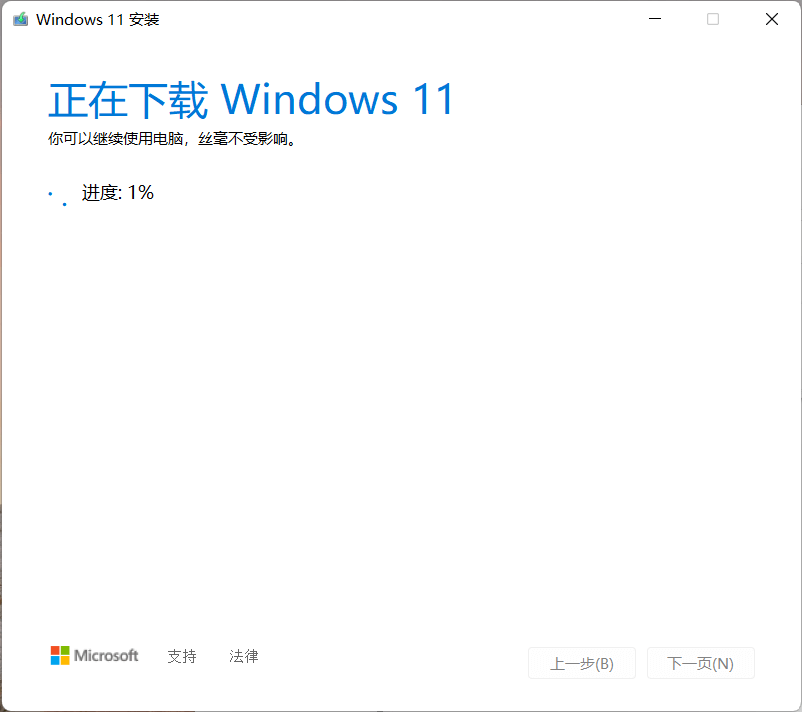 Windows 11 安装
正在下载 Windows 11
你可以继续使用电脑，丝毫不受影响。
进度: 1%
Microsoft 支持 法律 上一步(B) 下一页(N)